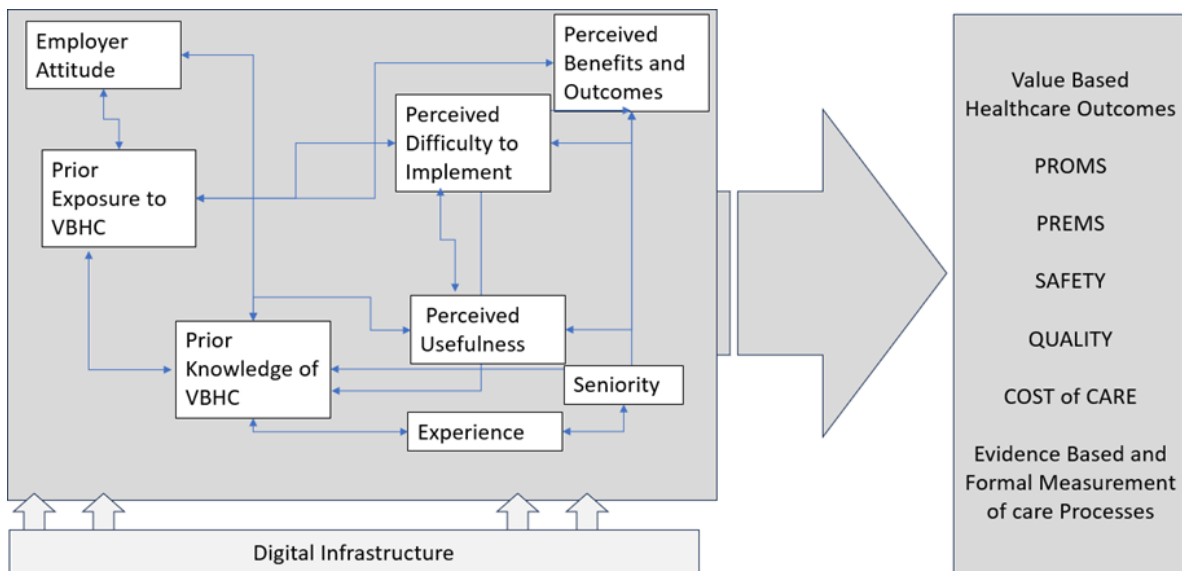 Employer
Attitude
Perceived
Benefits and
Outcomes
Perceived
Difficulty to
Implement
Prior
Exposure to
VBHC
Perceived
Usefulness
Prior
Knowledge of
VBHC
Seniority
Experience
Digital Infrastructure
Value Based
Healthcare Outcomes
PROMS
PREMS
SAFETY
QUALITY
COST of CARE
Evidence Based and
Formal Measurement
of care Processes